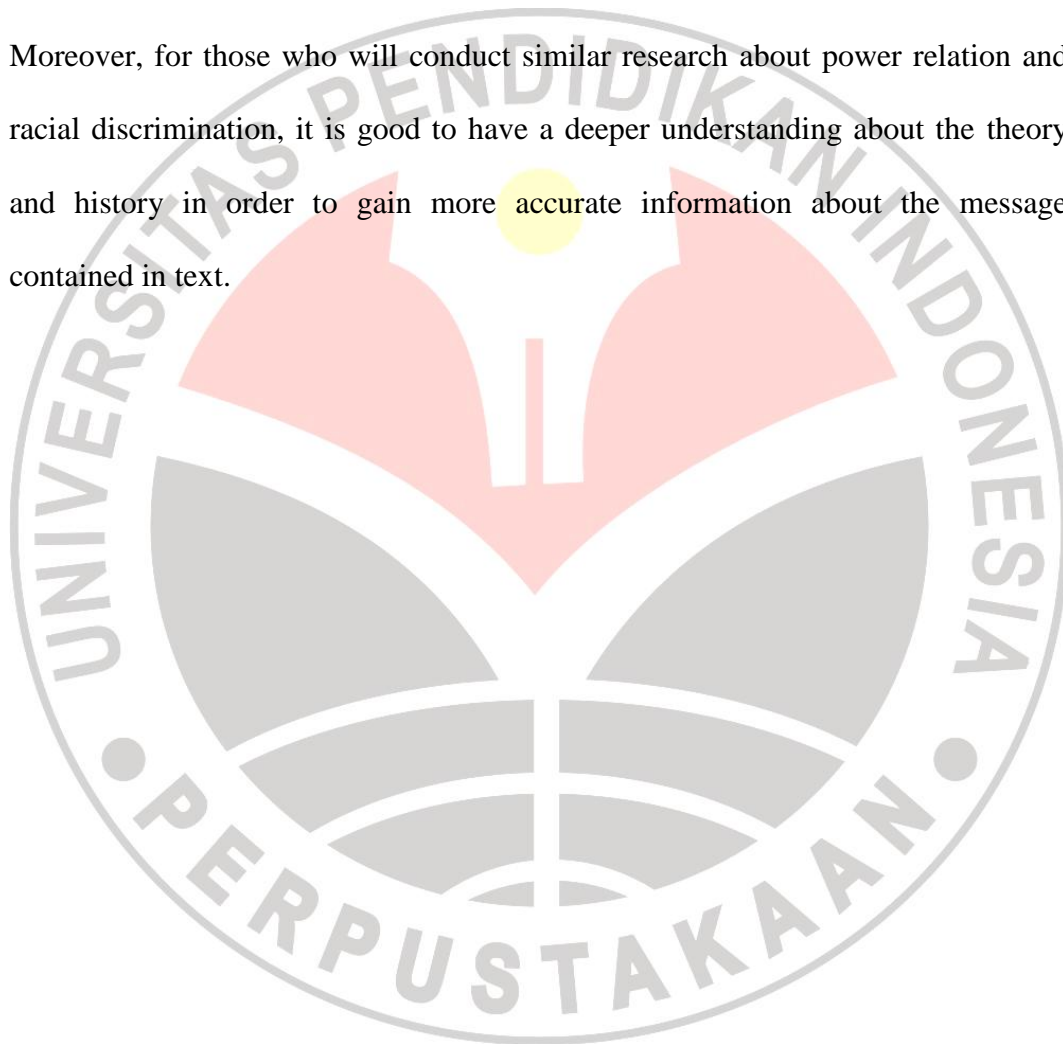 Moreover, for those who will conduct similar research about power relation and
racial discrimination, it is good to have a deeper understanding about the theory
and history in order to gain more accurate information about the message
contained in text.
UNIVERSITAS PENDIDIKAN INDONESIA
PERPUSTAKAAN